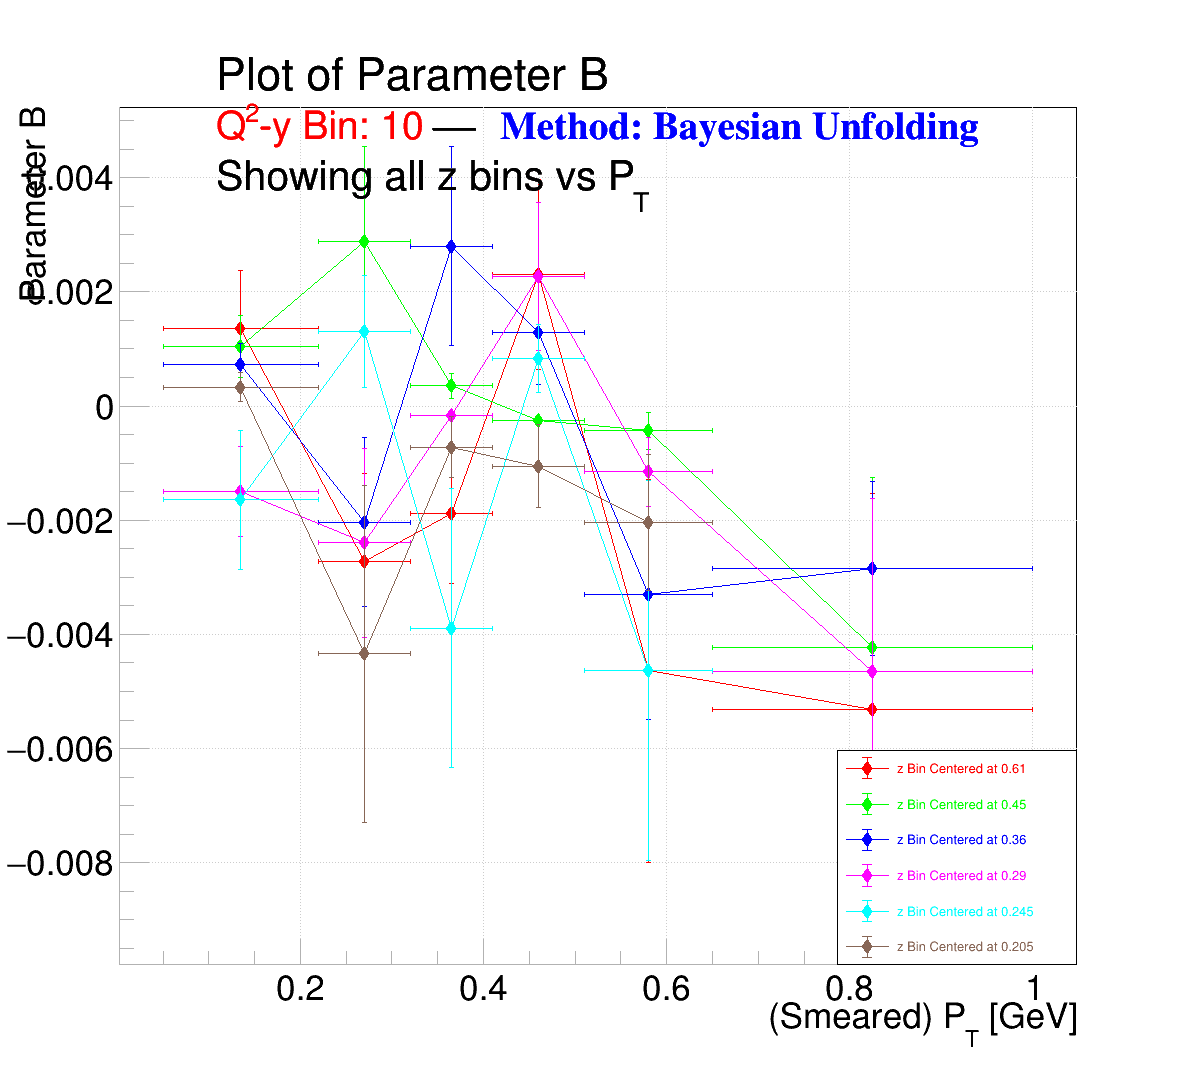 Plot of Parameter B
Q²-y Bin: 10 — Method: Bayesian Unfolding
Showing all z bins vs P_T
Parameter B
0.004
0.002
0
−0.002
−0.004
−0.006
−0.008
z Bin Centered at 0.61
z Bin Centered at 0.45
z Bin Centered at 0.36
z Bin Centered at 0.29
z Bin Centered at 0.245
z Bin Centered at 0.205
0.2 0.4 0.6 0.8 1
(Smeared) P_T [GeV]